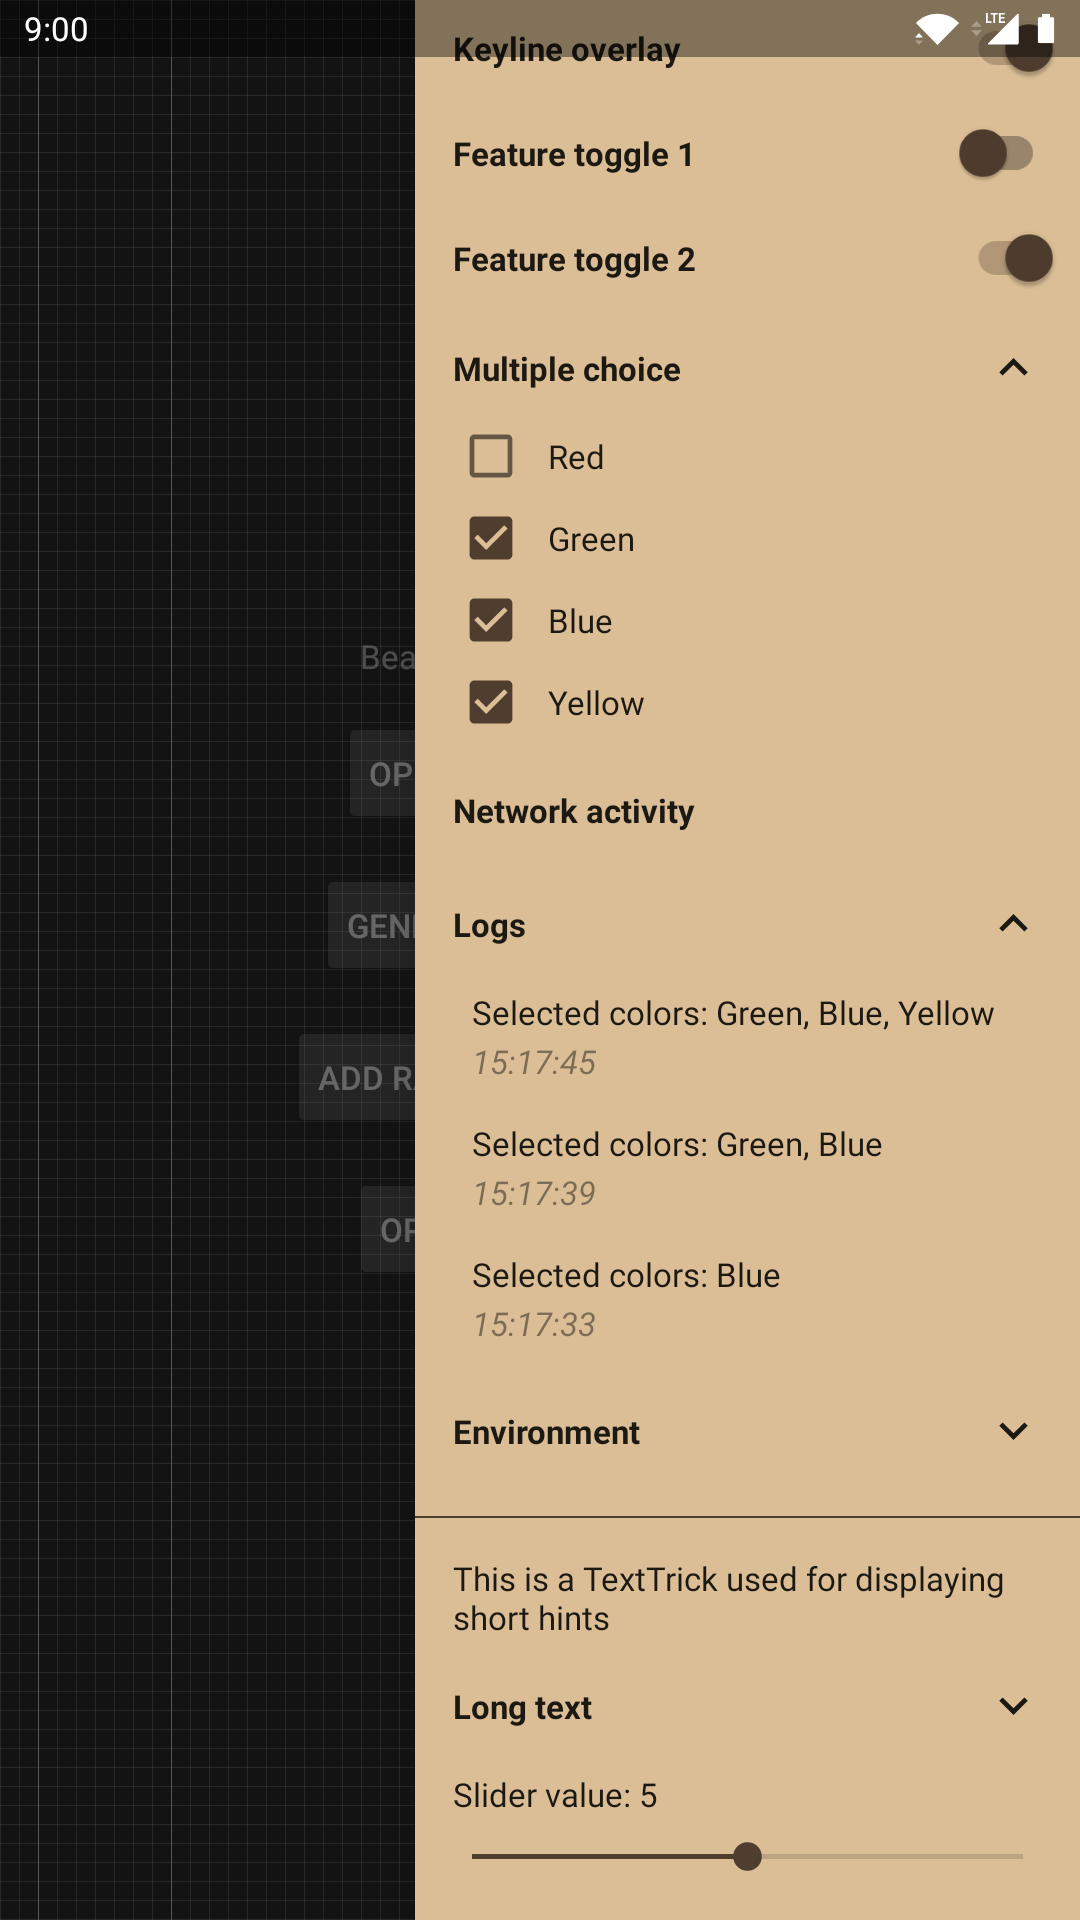 9:00
LTE
Keyline overlay
Feature toggle 1
Feature toggle 2
Multiple choice
Red
Green
Blue
Yellow
Network activity
Logs
Selected colors: Green, Blue, Yellow
15:17:45
Selected colors: Green, Blue
15:17:39
Selected colors: Blue
15:17:33
Environment
This is a TextTrick used for displaying
short hints
Long text
Slider value: 5
Bea
OP
GEN
ADD R
OP